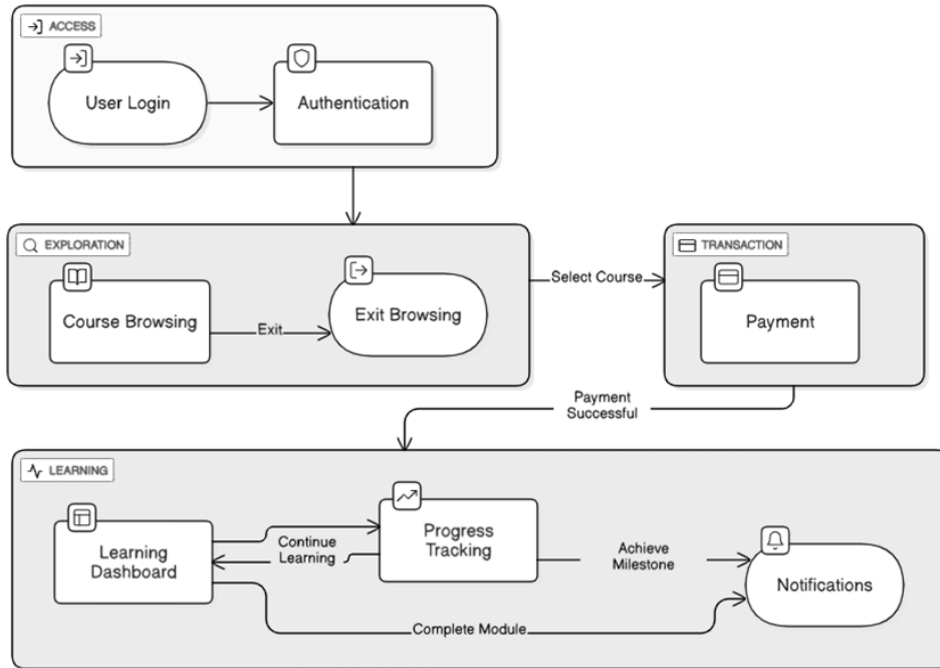 ACCESS
User Login
Authentication
EXPLORATION
Course Browsing
Exit
Exit Browsing
Select Course
TRANSACTION
Payment
Payment
Successful
LEARNING
Learning
Dashboard
Continue
Learning
Progress
Tracking
Achieve
Milestone
Notifications
Complete Module